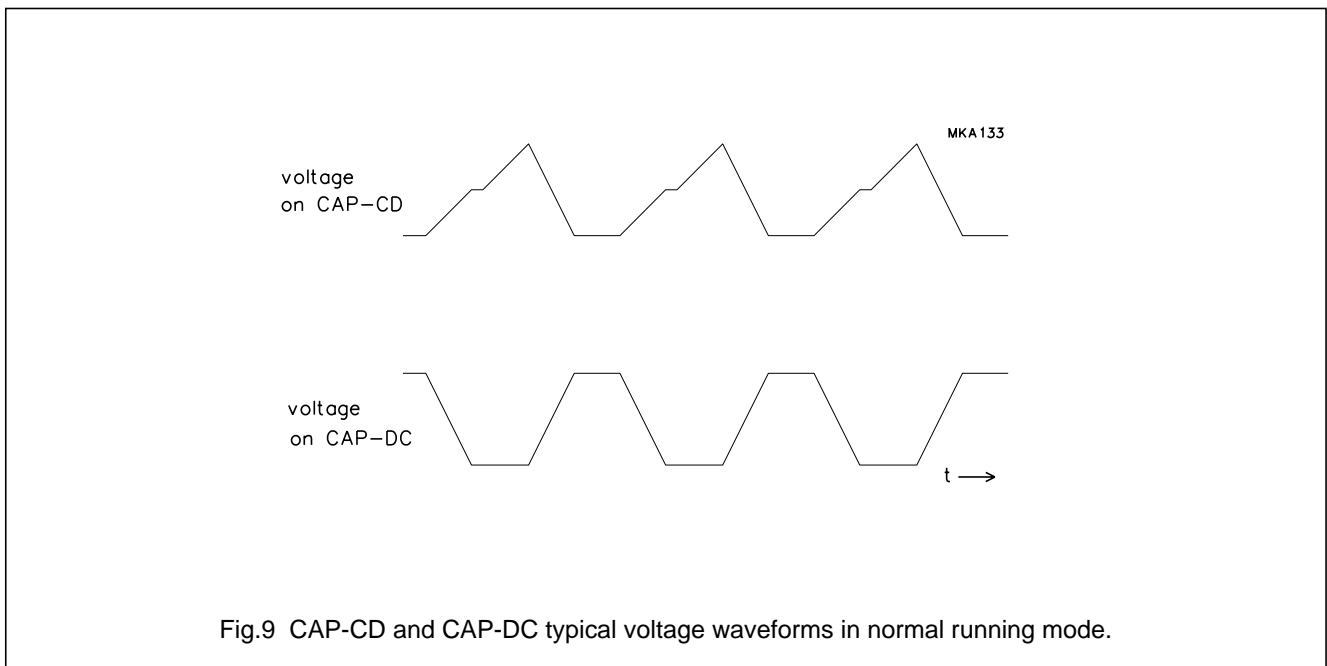 MKA133
voltage
on CAP-CD
voltage
on CAP-DC
t
Fig.9 CAP-CD and CAP-DC typical voltage waveforms in normal running mode.